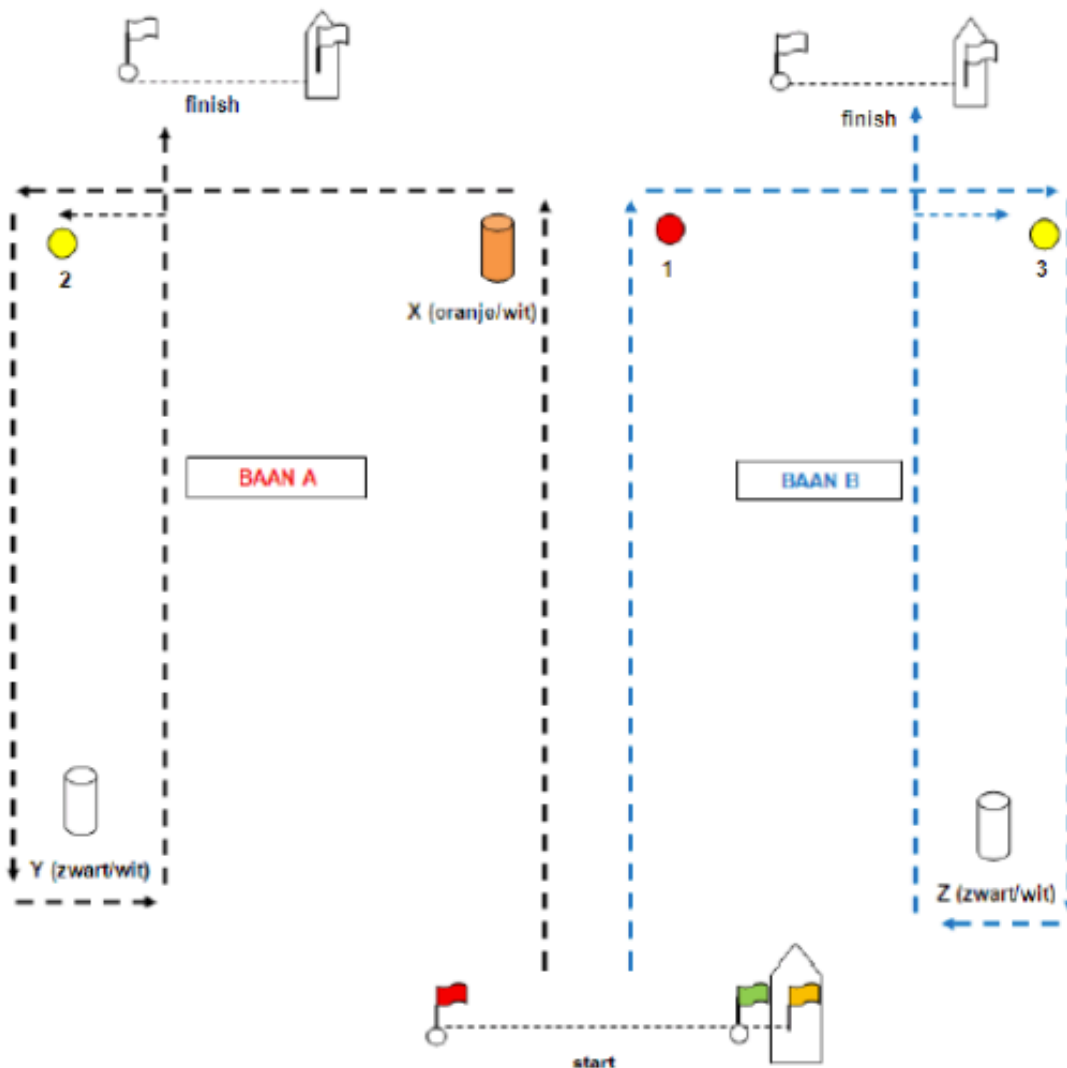 finish
finish
2
1
3
X (oranje/wit)
BAAN A
BAAN B
Y (zwart/wit)
Z (zwart/wit)
start